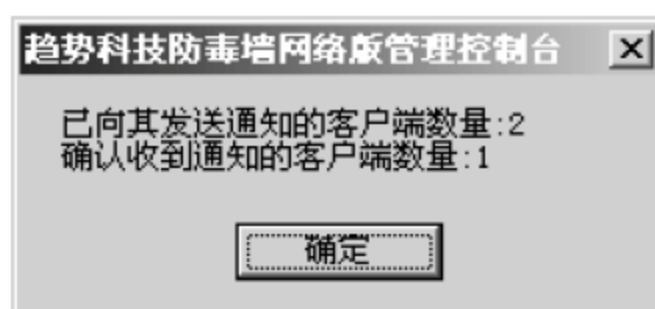 趋势科技防毒墙网络版管理控制台
已向其发送通知的客户端数量:2
确认收到通知的客户端数量:1
确定